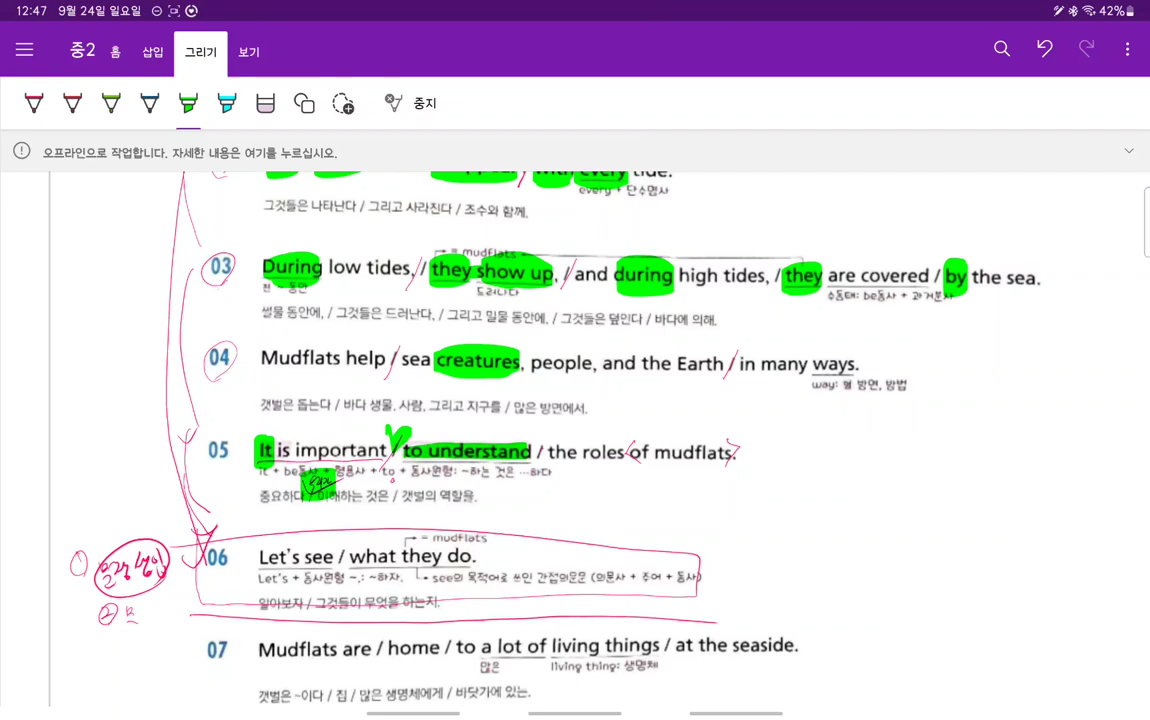 12:47 9월 24일 일요일 42%
중2 홈 삽입 그리기 보기
중지
오프라인으로 작업합니다. 자세한 내용은 여기를 누르십시오.
with every tide.
every + 단수명사
그것들은 나타난다 / 그리고 사라진다 / 조수와 함께.
= mudflats
03 During low tides, / they show up, / and during high tides, / they are covered / by the sea.
전 ~ 동안 드러나다 수동태: be동사 + 과거분사
썰물 동안에, / 그것들은 드러난다, / 그리고 밀물 동안에, / 그것들은 덮인다 / 바다에 의해.
04 Mudflats help / sea creatures, people, and the Earth / in many ways.
way: 명 방면, 방법
갯벌은 돕는다 / 바다 생물, 사람, 그리고 지구를 / 많은 방면에서.
05 It is important / to understand / the roles of mudflats.
it + be동사 + 형용사 + to + 동사원형: ~하는 것은 …하다
중요하다 / 이해하는 것은 / 갯벌의 역할을.
= mudflats
① 문장 삽입 06 Let's see / what they do.
Let's + 동사원형 ~.: ~하자. see의 목적어로 쓰인 간접의문문 (의문사 + 주어 + 동사)
② 알아보자 / 그것들이 무엇을 하는지.
07 Mudflats are / home / to a lot of living things / at the seaside.
많은 living thing: 생명체
갯벌은 ~이다 / 집 / 많은 생명체에게 / 바닷가에 있는.